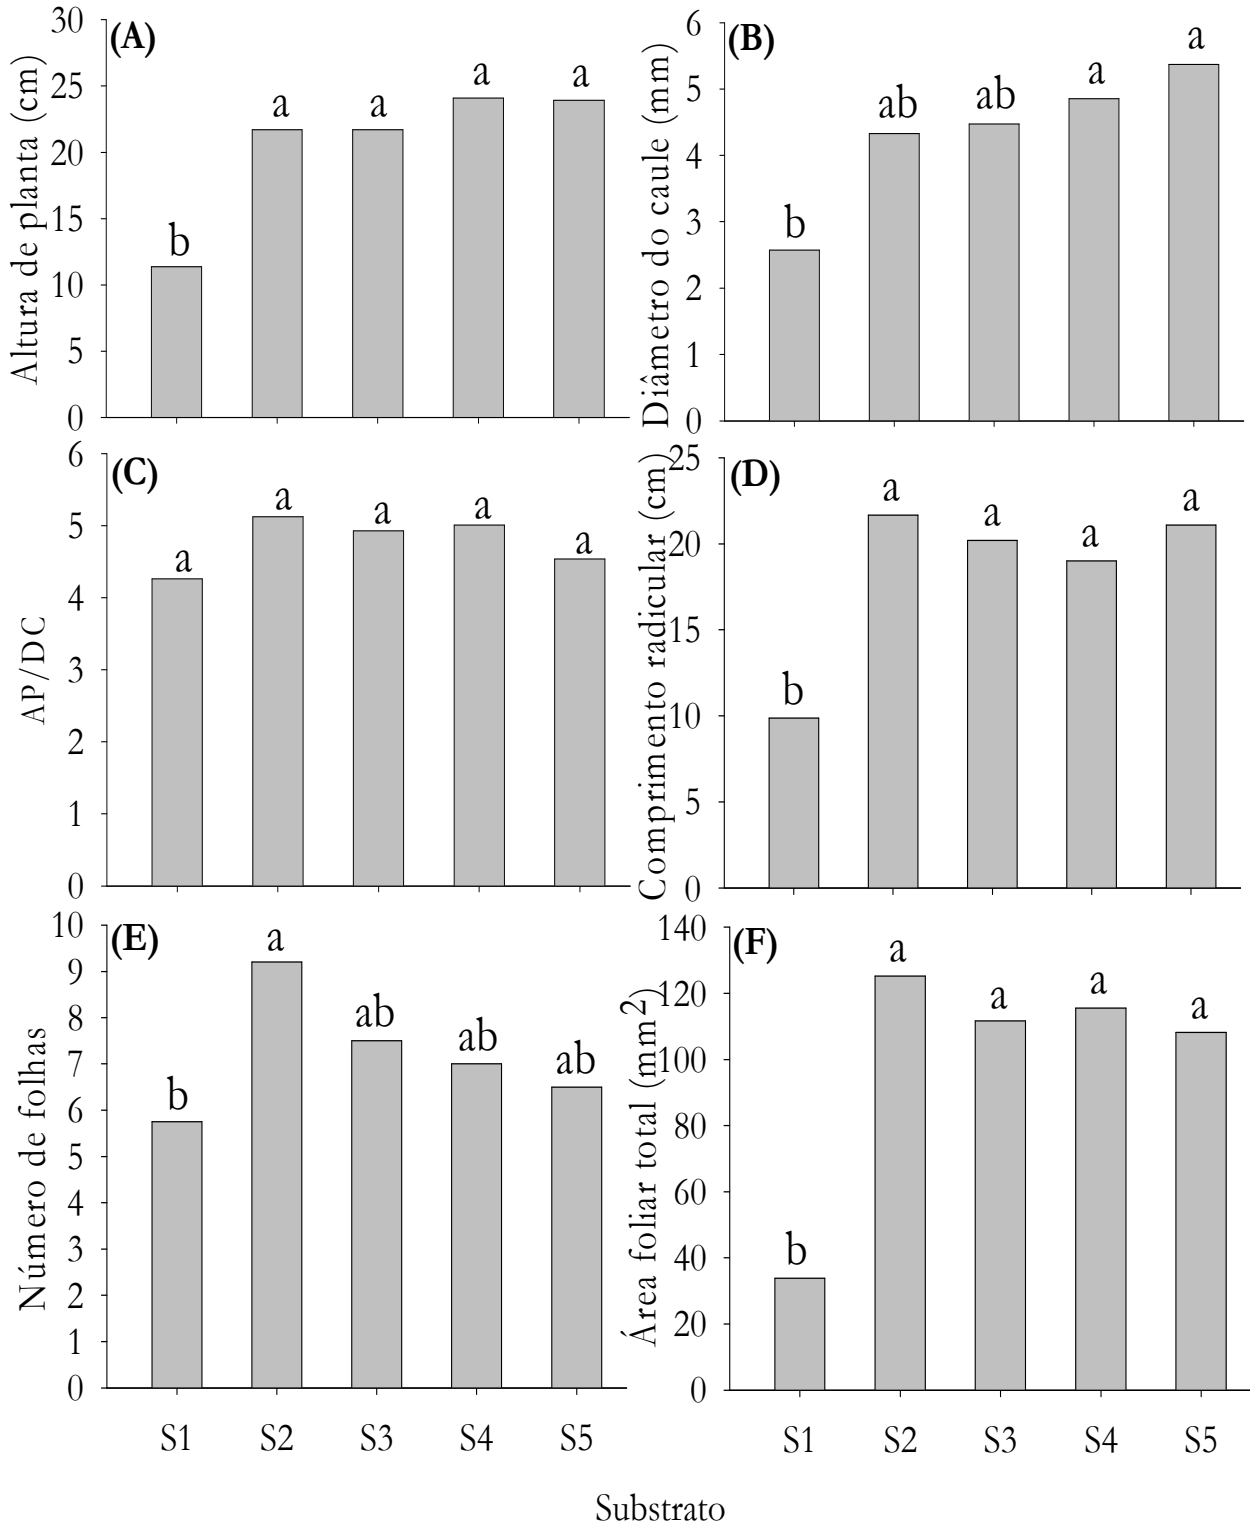 (A)
Altura de planta (cm)
30
25
20
15
10
5
0
b a a a a
(B)
Diâmetro do caule (mm)
6
5
4
3
2
1
0
b ab ab a a
(C)
AP/DC
6
5
4
3
2
1
0
a a a a a
(D)
Comprimento radicular (cm)
25
20
15
10
5
0
b a a a a
(E)
Número de folhas
10
9
8
7
6
5
4
3
2
1
0
b a ab ab ab
S1 S2 S3 S4 S5
(F)
Área foliar total (mm²)
140
120
100
80
60
40
20
0
b a a a a
S1 S2 S3 S4 S5
Substrato